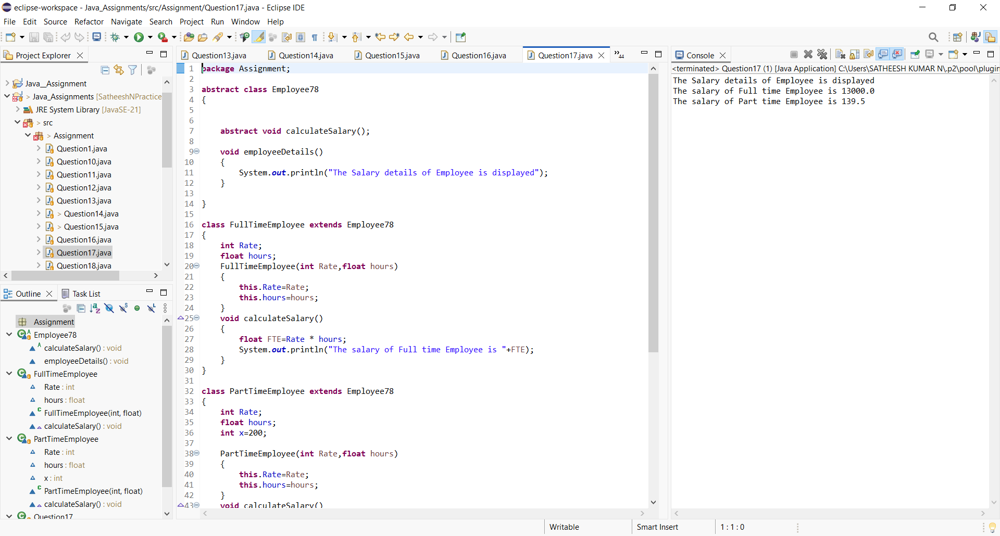 eclipse-workspace - Java_Assignments/src/Assignment/Question17.java - Eclipse IDE
File Edit Source Refactor Navigate Search Project Run Window Help
Project Explorer
Java__Assignment
> Java_Assignments [SatheeshNPractice
JRE System Library [JavaSE-21]
> src
> Assignment
Question1.java
Question10.java
Question11.java
Question12.java
Question13.java
> Question14.java
> Question15.java
Question16.java
Question17.java
Question18.java
Outline Task List
Assignment
Employee78
calculateSalary() : void
employeeDetails() : void
FullTimeEmployee
Rate : int
hours : float
FullTimeEmployee(int, float)
calculateSalary() : void
PartTimeEmployee
Rate : int
hours : float
x : int
PartTimeEmployee(int, float)
calculateSalary() : void
Question17
Question13.java Question14.java Question15.java Question16.java Question17.java »44
1 package Assignment;
2
3 abstract class Employee78
4 {
5
6
7 abstract void calculateSalary();
8
9 void employeeDetails()
10 {
11 System.out.println("The Salary details of Employee is displayed");
12 }
13
14 }
15
16 class FullTimeEmployee extends Employee78
17 {
18 int Rate;
19 float hours;
20 FullTimeEmployee(int Rate,float hours)
21 {
22 this.Rate=Rate;
23 this.hours=hours;
24 }
25 void calculateSalary()
26 {
27 float FTE=Rate * hours;
28 System.out.println("The salary of Full time Employee is "+FTE);
29 }
30 }
31
32 class PartTimeEmployee extends Employee78
33 {
34 int Rate;
35 float hours;
36 int x=200;
37
38 PartTimeEmployee(int Rate,float hours)
39 {
40 this.Rate=Rate;
41 this.hours=hours;
42 }
43 void calculateSalary()
Console
<terminated> Question17 (1) [Java Application] C:\Users\SATHEESH KUMAR N\.p2\pool\plugin
The Salary details of Employee is displayed
The salary of Full time Employee is 13000.0
The salary of Part time Employee is 139.5
Writable Smart Insert 1 : 1 : 0